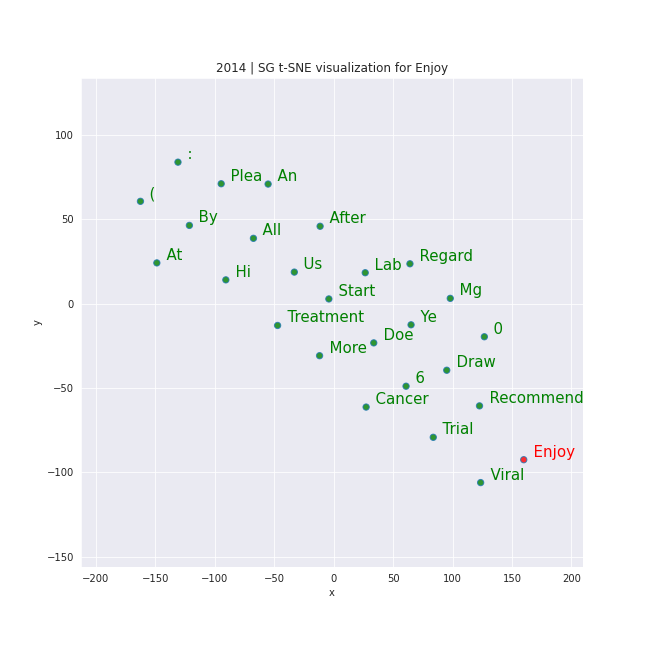 2014 | SG t-SNE visualization for Enjoy
100
50
0
−50
−100
−150
y
:
Plea
An
(
By
After
All
At
Regard
Us
Lab
Hi
Start
Mg
Treatment
Ye
0
Doe
More
Draw
6
Cancer
Recommend
Trial
Enjoy
Viral
−200 −150 −100 −50 0 50 100 150 200
x